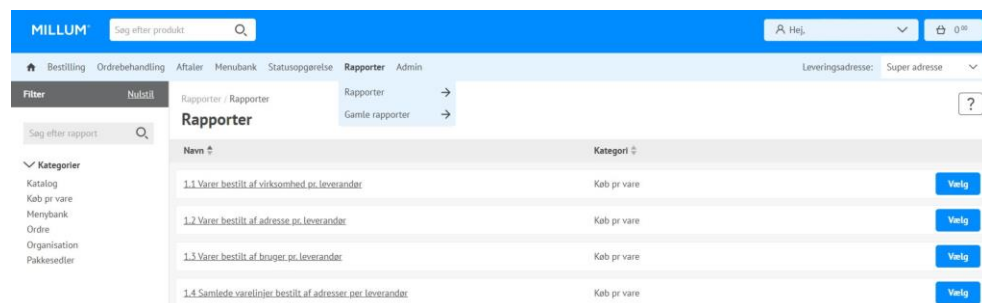 MILLUM
Søg efter produkt
Hej,
0⁰⁰
Bestilling Ordrebehandling Aftaler Menubank Statusopgørelse Rapporter Admin
Leveringsadresse: Super adresse
Filter Nulstil
Søg efter rapport
Kategorier
Katalog
Køb pr vare
Menybank
Ordre
Organisation
Pakkesedler
Rapporter
Gamle rapporter
Rapporter / Rapporter
Rapporter
?
Navn Kategori
1.1 Varer bestilt af virksomhed pr. leverandør Køb pr vare Vælg
1.2 Varer bestilt af adresse pr. leverandør Køb pr vare Vælg
1.3 Varer bestilt af bruger pr. leverandør Køb pr vare Vælg
1.4 Samlede varelinjer bestilt af adresser per leverandør Køb pr vare Vælg